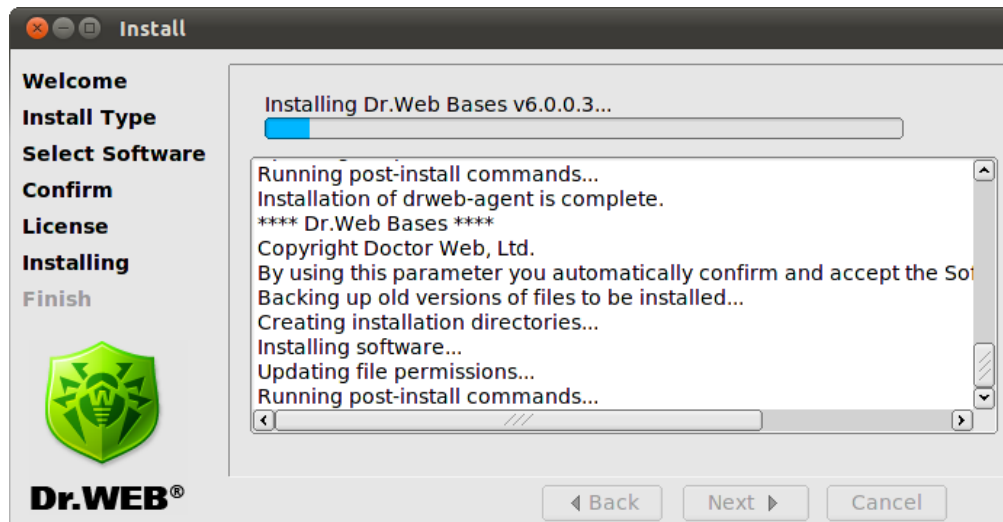 Install
Welcome
Install Type
Select Software
Confirm
License
Installing
Finish
Dr.WEB®
Installing Dr.Web Bases v6.0.0.3...
Running post-install commands...
Installation of drweb-agent is complete.
**** Dr.Web Bases ****
Copyright Doctor Web, Ltd.
By using this parameter you automatically confirm and accept the
Backing up old versions of files to be installed...
Creating installation directories...
Installing software...
Updating file permissions...
Running post-install commands...
Back
Next
Cancel